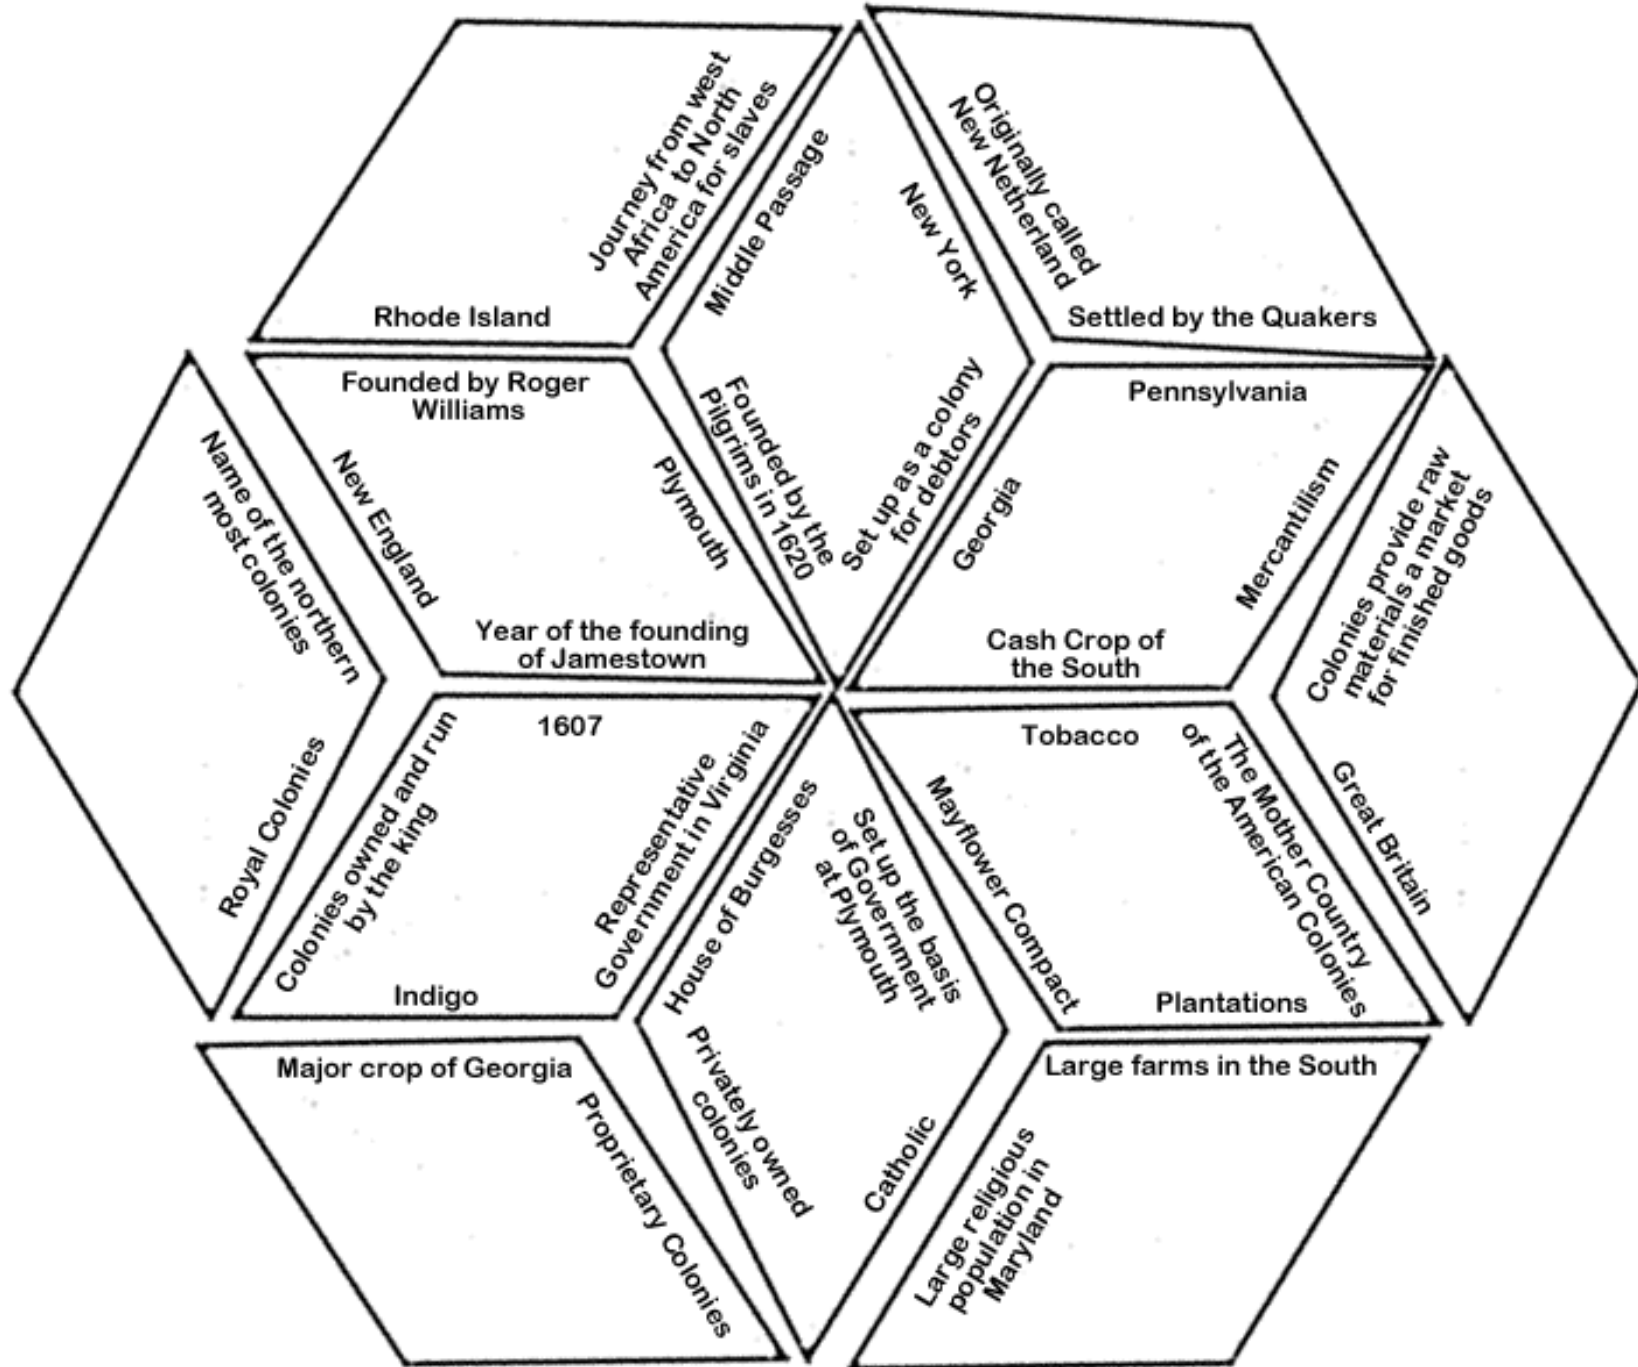 Journey from west
Africa to North
America for slaves
Rhode Island
Middle Passage
New York
Founded by the
Pilgrims in 1620
Set up as a colony
for debtors
Originally called
New Netherland
Settled by the Quakers
Founded by Roger
Williams
New England
Plymouth
Year of the founding
of Jamestown
Pennsylvania
Georgia
Mercantilism
Cash Crop of
the South
Name of the northern
most colonies
Royal Colonies
Colonies provide raw
materials a market
for finished goods
Great Britain
1607
Colonies owned and run
by the king
Representative
Government in Virginia
Indigo
House of Burgesses
Set up the basis
of Government
at Plymouth
Privately owned
colonies
Catholic
Tobacco
Mayflower Compact
The Mother Country
of the American Colonies
Plantations
Major crop of Georgia
Proprietary Colonies
Large farms in the South
Large religious
population in
Maryland